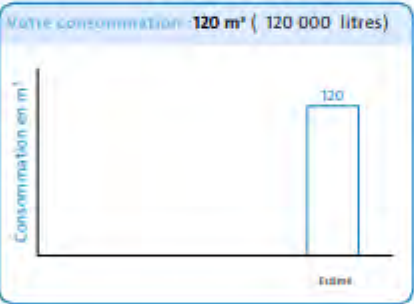 Votre consommation : 120 m³ ( 120 000 litres)
Consommation en m³
120
Estimé